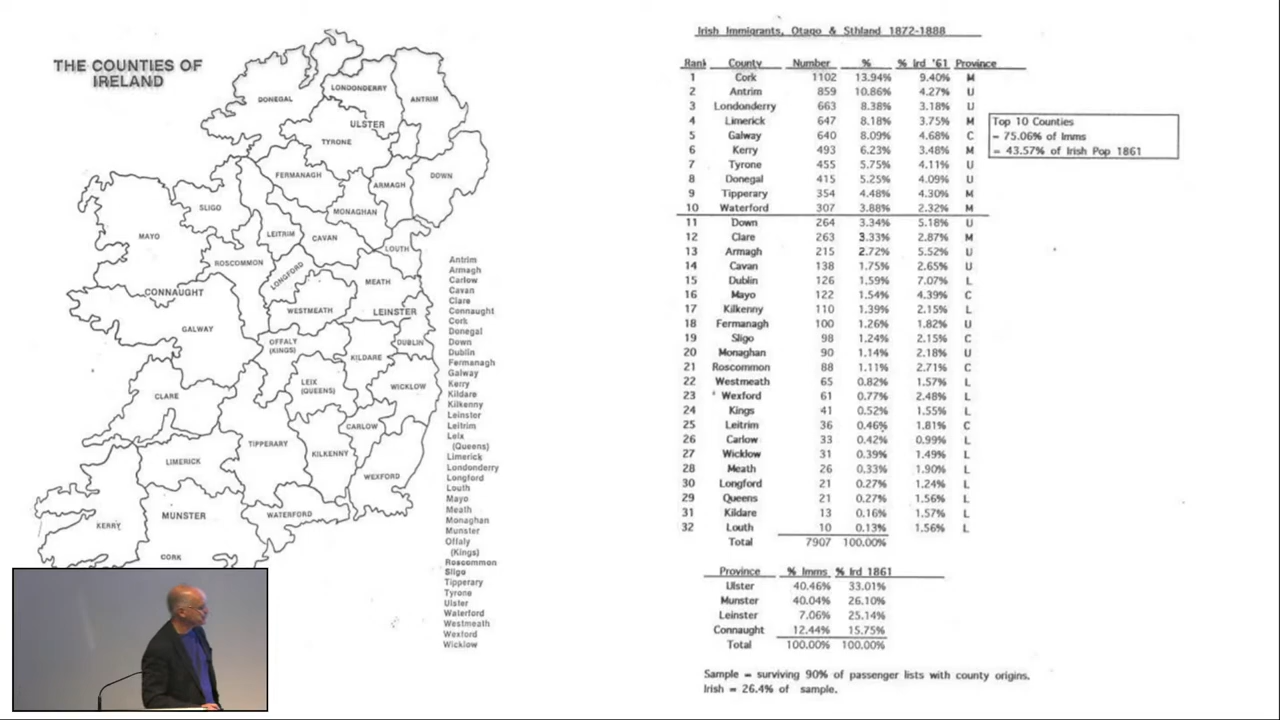 THE COUNTIES OF
IRELAND
DONEGAL
LONDONDERRY
ANTRIM
ULSTER
TYRONE
FERMANAGH
ARMAGH
DOWN
MONAGHAN
SLIGO
LEITRIM
CAVAN
MAYO
ROSCOMMON
LONGFORD
LOUTH
MEATH
CONNAUGHT
WESTMEATH
LEINSTER
GALWAY
OFFALY
(KINGS)
DUBLIN
KILDARE
LEIX
(QUEENS)
WICKLOW
CLARE
CARLOW
TIPPERARY
KILKENNY
LIMERICK
WEXFORD
KERRY
MUNSTER
WATERFORD
CORK
Antrim
Armagh
Carlow
Cavan
Clare
Connaught
Cork
Donegal
Down
Dublin
Fermanagh
Galway
Kerry
Kildare
Kilkenny
Leinster
Leitrim
Leix
(Queens)
Limerick
Londonderry
Longford
Louth
Mayo
Meath
Monaghan
Munster
Offaly
(Kings)
Roscommon
Sligo
Tipperary
Tyrone
Ulster
Waterford
Westmeath
Wexford
Wicklow
Irish Immigrants, Otago & Sthland 1872-1888
Rank County Number % % Ird '61 Province
1 Cork 1102 13.94% 9.40% M
2 Antrim 859 10.86% 4.27% U
3 Londonderry 663 8.38% 3.18% U
4 Limerick 647 8.18% 3.75% M
5 Galway 640 8.09% 4.68% C
6 Kerry 493 6.23% 3.48% M
7 Tyrone 455 5.75% 4.11% U
8 Donegal 415 5.25% 4.09% U
9 Tipperary 354 4.48% 4.30% M
10 Waterford 307 3.88% 2.32% M
11 Down 264 3.34% 5.18% U
12 Clare 263 3.33% 2.87% M
13 Armagh 215 2.72% 5.52% U
14 Cavan 138 1.75% 2.65% U
15 Dublin 126 1.59% 7.07% L
16 Mayo 122 1.54% 4.39% C
17 Kilkenny 110 1.39% 2.15% L
18 Fermanagh 100 1.26% 1.82% U
19 Sligo 98 1.24% 2.15% C
20 Monaghan 90 1.14% 2.18% U
21 Roscommon 88 1.11% 2.71% C
22 Westmeath 65 0.82% 1.57% L
23 Wexford 61 0.77% 2.48% L
24 Kings 41 0.52% 1.55% L
25 Leitrim 36 0.46% 1.81% C
26 Carlow 33 0.42% 0.99% L
27 Wicklow 31 0.39% 1.49% L
28 Meath 26 0.33% 1.90% L
30 Longford 21 0.27% 1.24% L
29 Queens 21 0.27% 1.56% L
31 Kildare 13 0.16% 1.57% L
32 Louth 10 0.13% 1.56% L
Total 7907 100.00%
Top 10 Counties
= 75.06% of Imms
= 43.57% of Irish Pop 1861
Province % Imms % Ird 1861
Ulster 40.46% 33.01%
Munster 40.04% 26.10%
Leinster 7.06% 25.14%
Connaught 12.44% 15.75%
Total 100.00% 100.00%
Sample = surviving 90% of passenger lists with county origins.
Irish = 26.4% of sample.